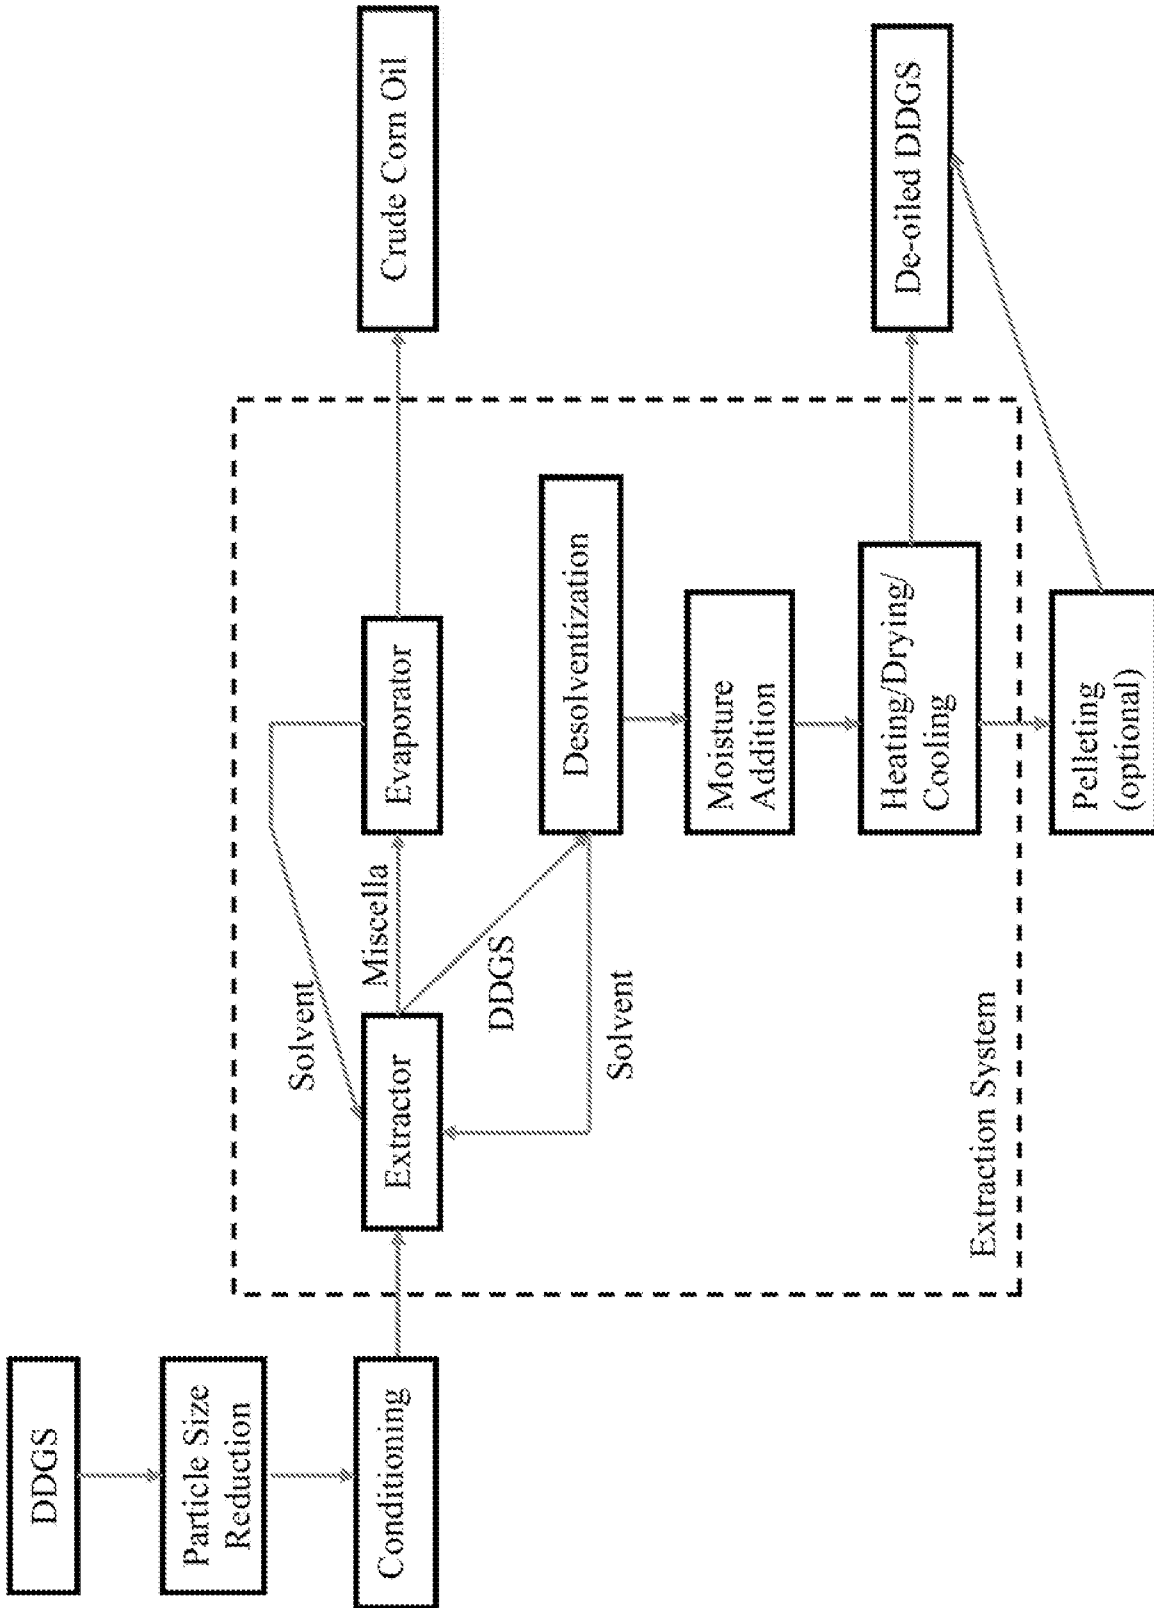 DDGS
Particle Size
Reduction
Conditioning
Extractor
Solvent
Miscella
DDGS
Solvent
Evaporator
Desolventization
Moisture
Addition
Heating/Drying/
Cooling
Pelleting
(optional)
Extraction System
Crude Corn Oil
De-oiled DDGS